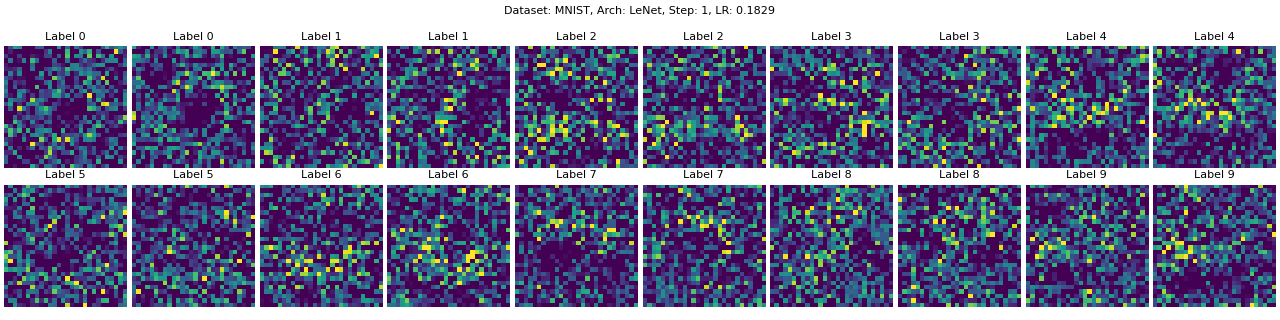 Dataset: MNIST, Arch: LeNet, Step: 1, LR: 0.1829
Label 0 Label 0 Label 1 Label 1 Label 2 Label 2 Label 3 Label 3 Label 4 Label 4
Label 5 Label 5 Label 6 Label 6 Label 7 Label 7 Label 8 Label 8 Label 9 Label 9